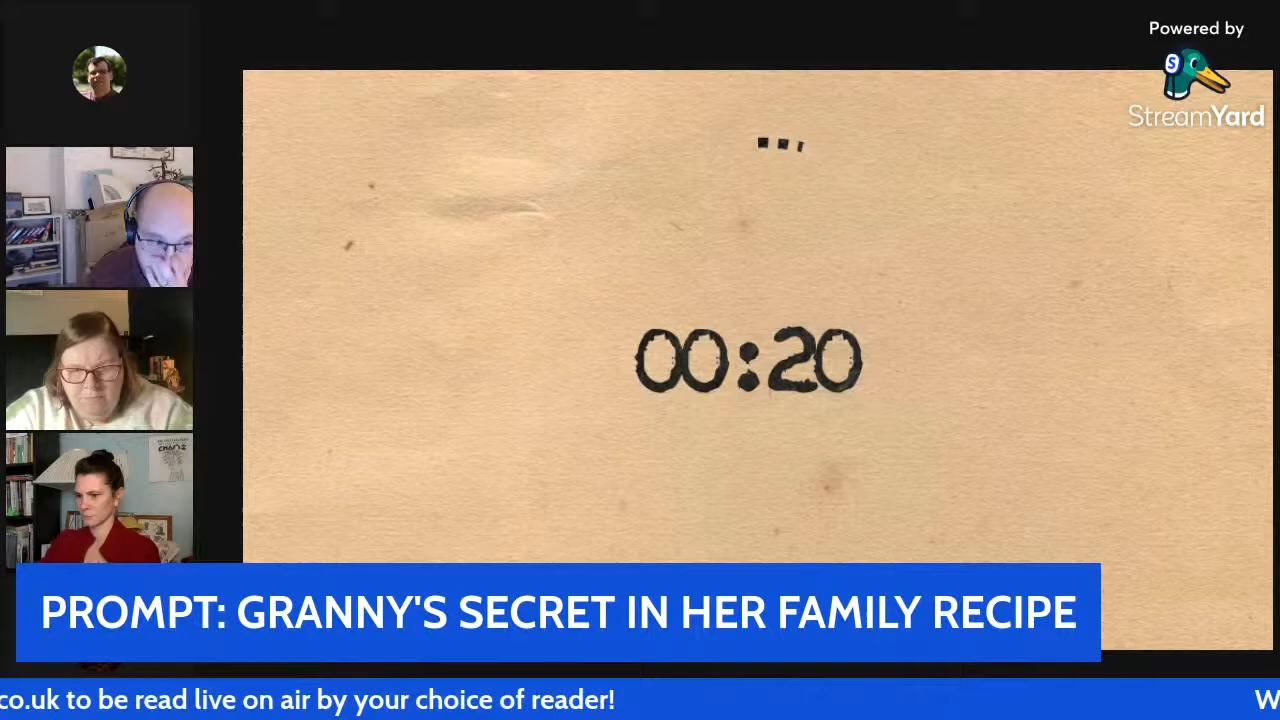 Powered by
S
StreamYard
00:20
PROMPT: GRANNY'S SECRET IN HER FAMILY RECIPE
co.uk to be read live on air by your choice of reader!
W